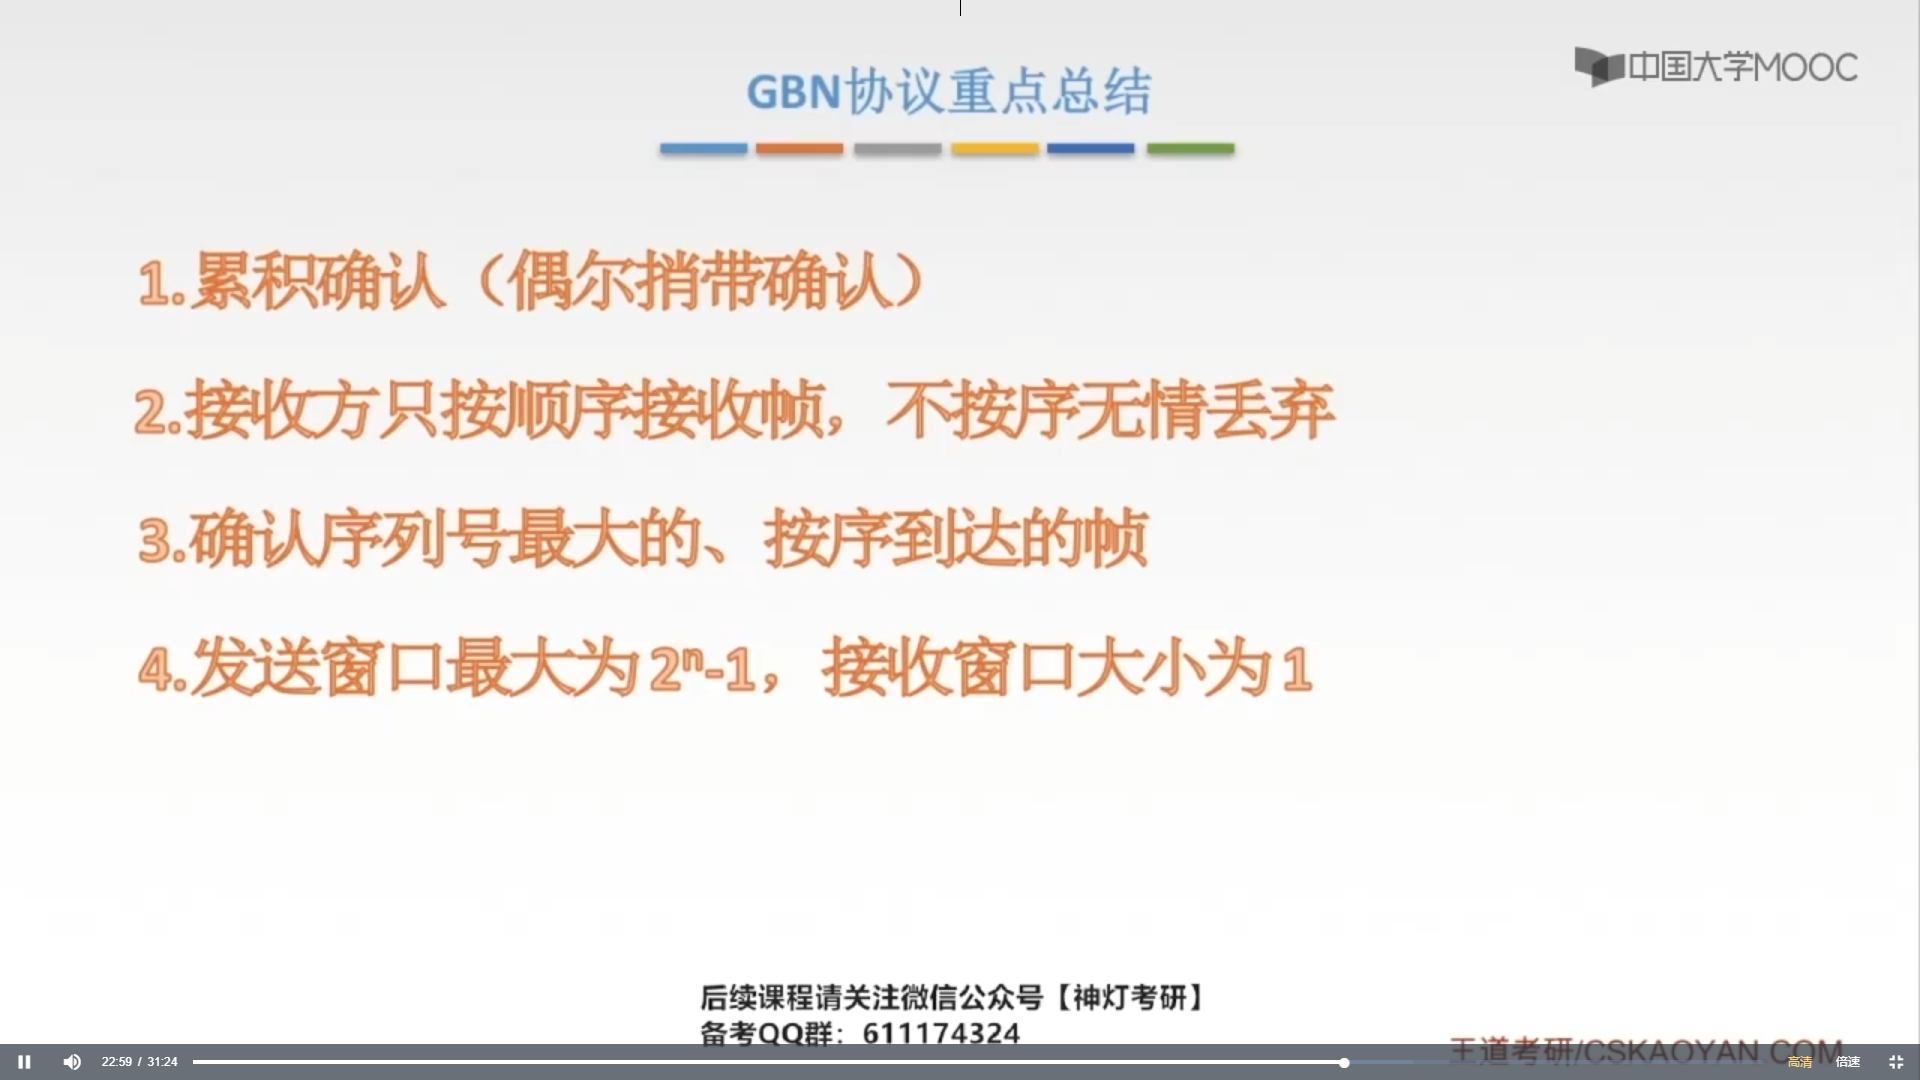 中国大学MOOC
GBN协议重点总结
1.累积确认（偶尔捎带确认）
2.接收方只按顺序接收帧，不按序无情丢弃
3.确认序列号最大的、按序到达的帧
4.发送窗口最大为2ⁿ-1，接收窗口大小为1
后续课程请关注微信公众号【神灯考研】
备考QQ群：611174324
王道考研/CSKAOYAN.COM
22:59 / 31:24
高清
倍速